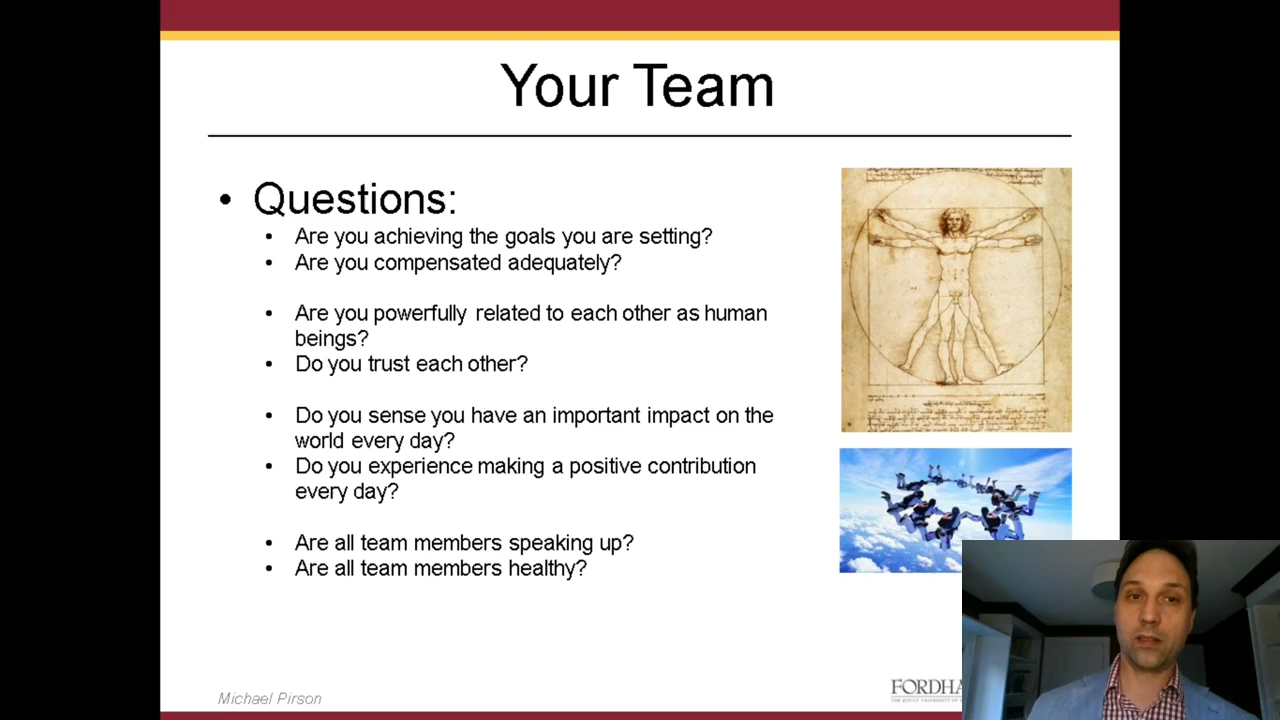 Your Team
• Questions:
• Are you achieving the goals you are setting?
• Are you compensated adequately?
• Are you powerfully related to each other as human
beings?
• Do you trust each other?
• Do you sense you have an important impact on the
world every day?
• Do you experience making a positive contribution
every day?
• Are all team members speaking up?
• Are all team members healthy?
Michael Pirson
FORDHA